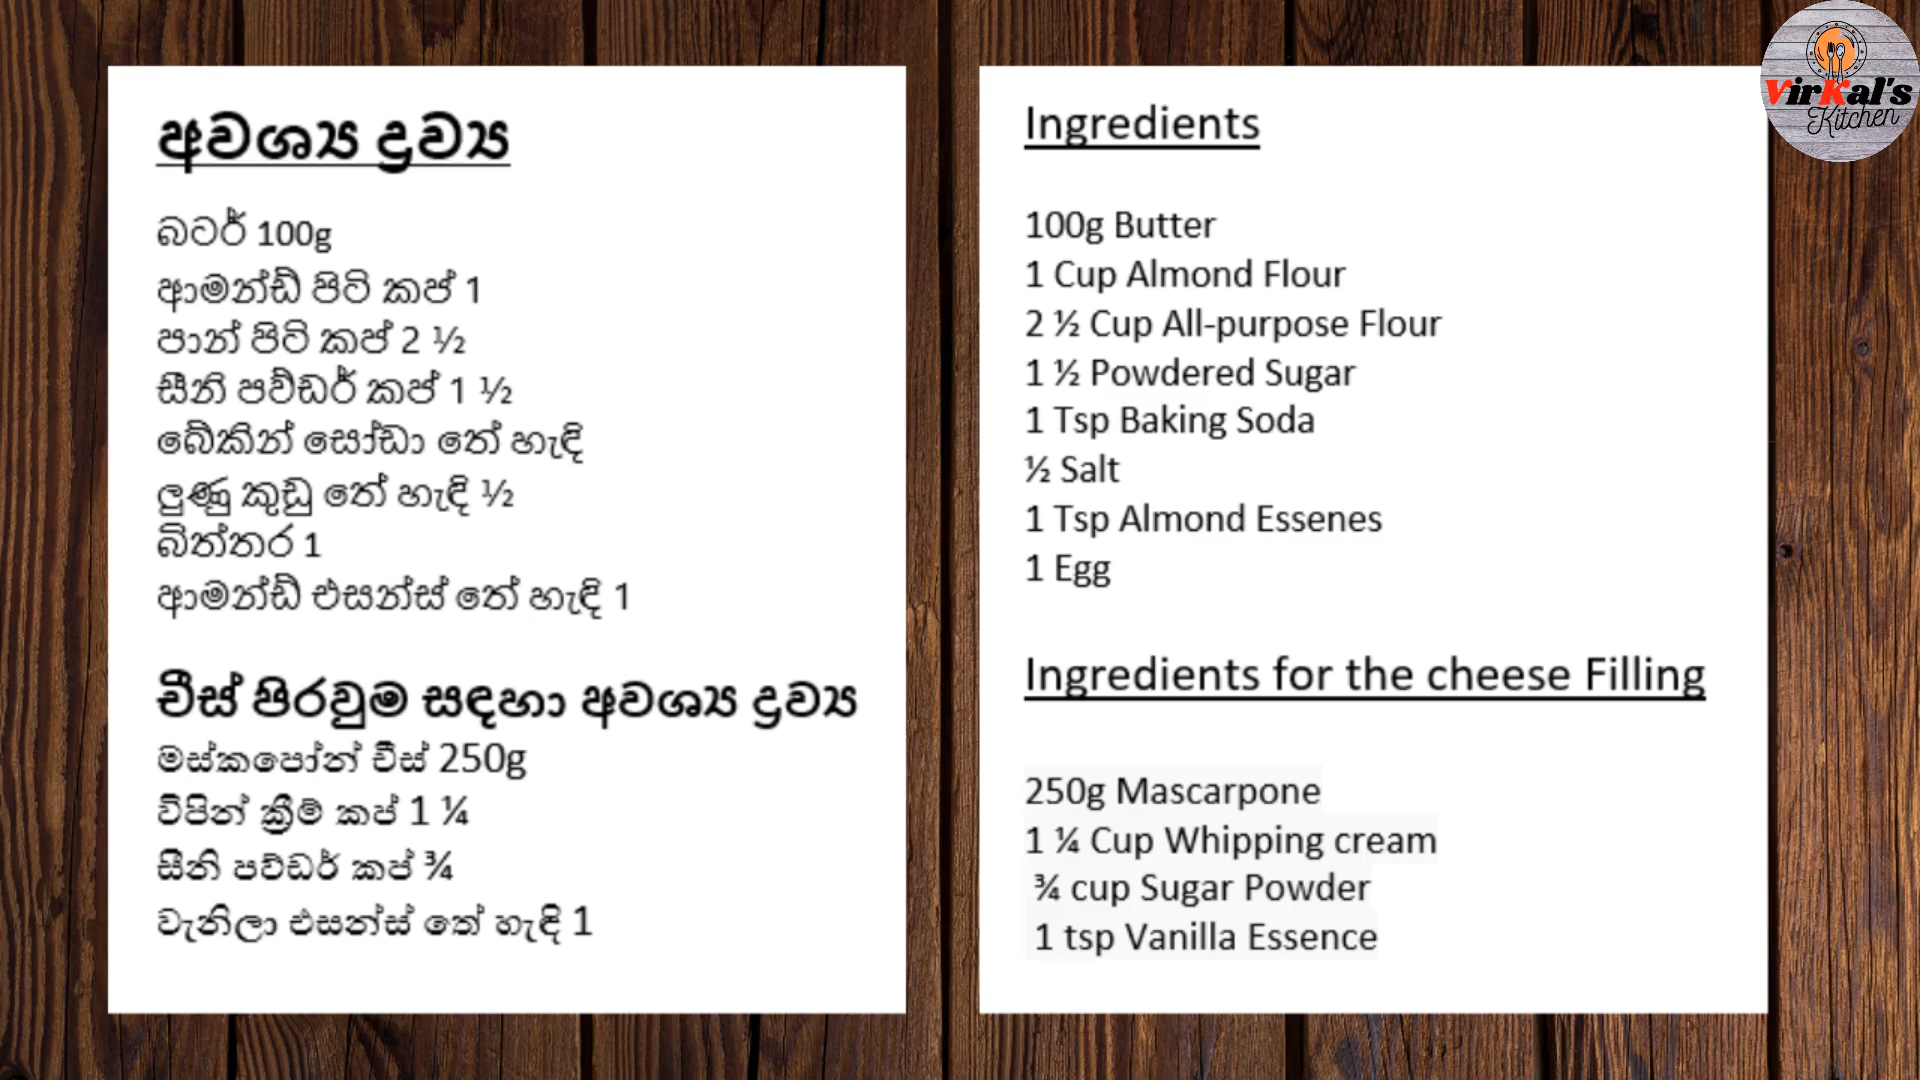 අවශ්‍ය ද්‍රව්‍ය
බටර් 100g
ආමන්ඩ් පිටි කප් 1
පාන් පිටි කප් 2 ½
සීනි පව්ඩර් කප් 1 ½
බේකින් සෝඩා තේ හැඳි
ලුණු කුඩු තේ හැඳි ½
බිත්තර 1
ආමන්ඩ් එසන්ස් තේ හැඳි 1
චීස් පිරවුම සඳහා අවශ්‍ය ද්‍රව්‍ය
මස්කපෝන් චීස් 250g
විපින් ක්‍රීම් කප් 1 ¼
සීනි පව්ඩර් කප් ¾
වැනිලා එසන්ස් තේ හැඳි 1
Ingredients
100g Butter
1 Cup Almond Flour
2 ½ Cup All-purpose Flour
1 ½ Powdered Sugar
1 Tsp Baking Soda
½ Salt
1 Tsp Almond Essenes
1 Egg
Ingredients for the cheese Filling
250g Mascarpone
1 ¼ Cup Whipping cream
¾ cup Sugar Powder
1 tsp Vanilla Essence
VirKal's
Kitchen